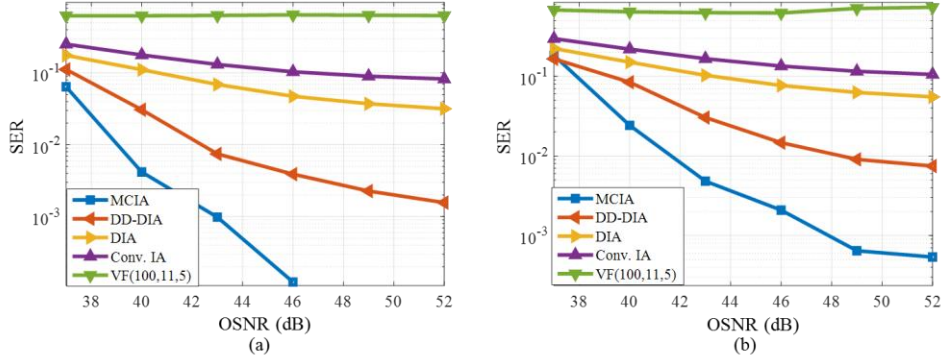 10^-1
10^-2
10^-3
SER
MCIA
DD-DIA
DIA
Conv. IA
VF(100,11,5)
38 40 42 44 46 48 50 52
OSNR (dB)
(a)
10^-1
10^-2
10^-3
SER
MCIA
DD-DIA
DIA
Conv. IA
VF(100,11,5)
38 40 42 44 46 48 50 52
OSNR (dB)
(b)